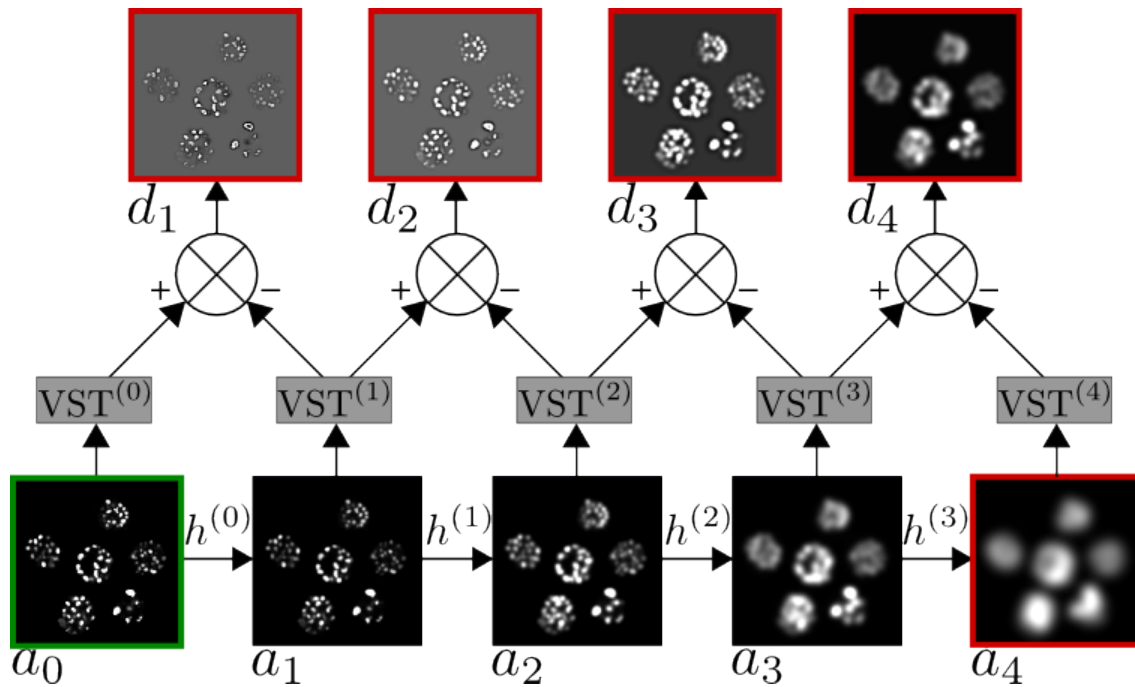 d₁ d₂ d₃ d₄
+ − + − + − + −
VST⁽⁰⁾ VST⁽¹⁾ VST⁽²⁾ VST⁽³⁾ VST⁽⁴⁾
h⁽⁰⁾ h⁽¹⁾ h⁽²⁾ h⁽³⁾
a₀ a₁ a₂ a₃ a₄